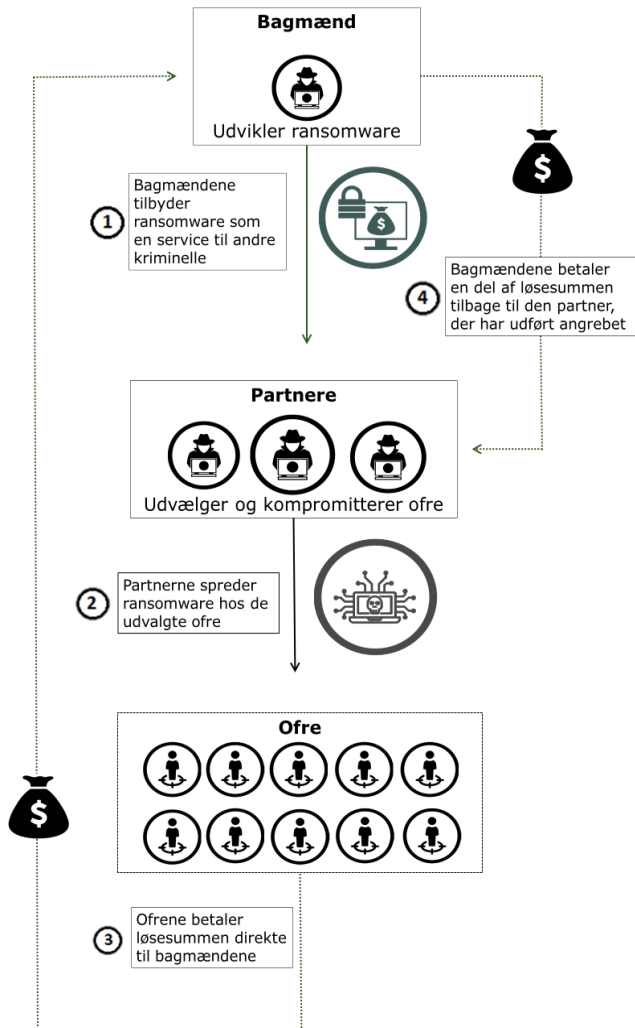 Bagmænd
Udvikler ransomware
1
Bagmændene
tilbyder
ransomware som
en service til andre
kriminelle
$
$
4
Bagmændene betaler
en del af løsesummen
tilbage til den partner,
der har udført angrebet
Partnere
Udvælger og kompromitterer ofre
2
Partnerne spreder
ransomware hos de
udvalgte ofre
Ofre
$
3
Ofrene betaler
løsesummen direkte
til bagmændene